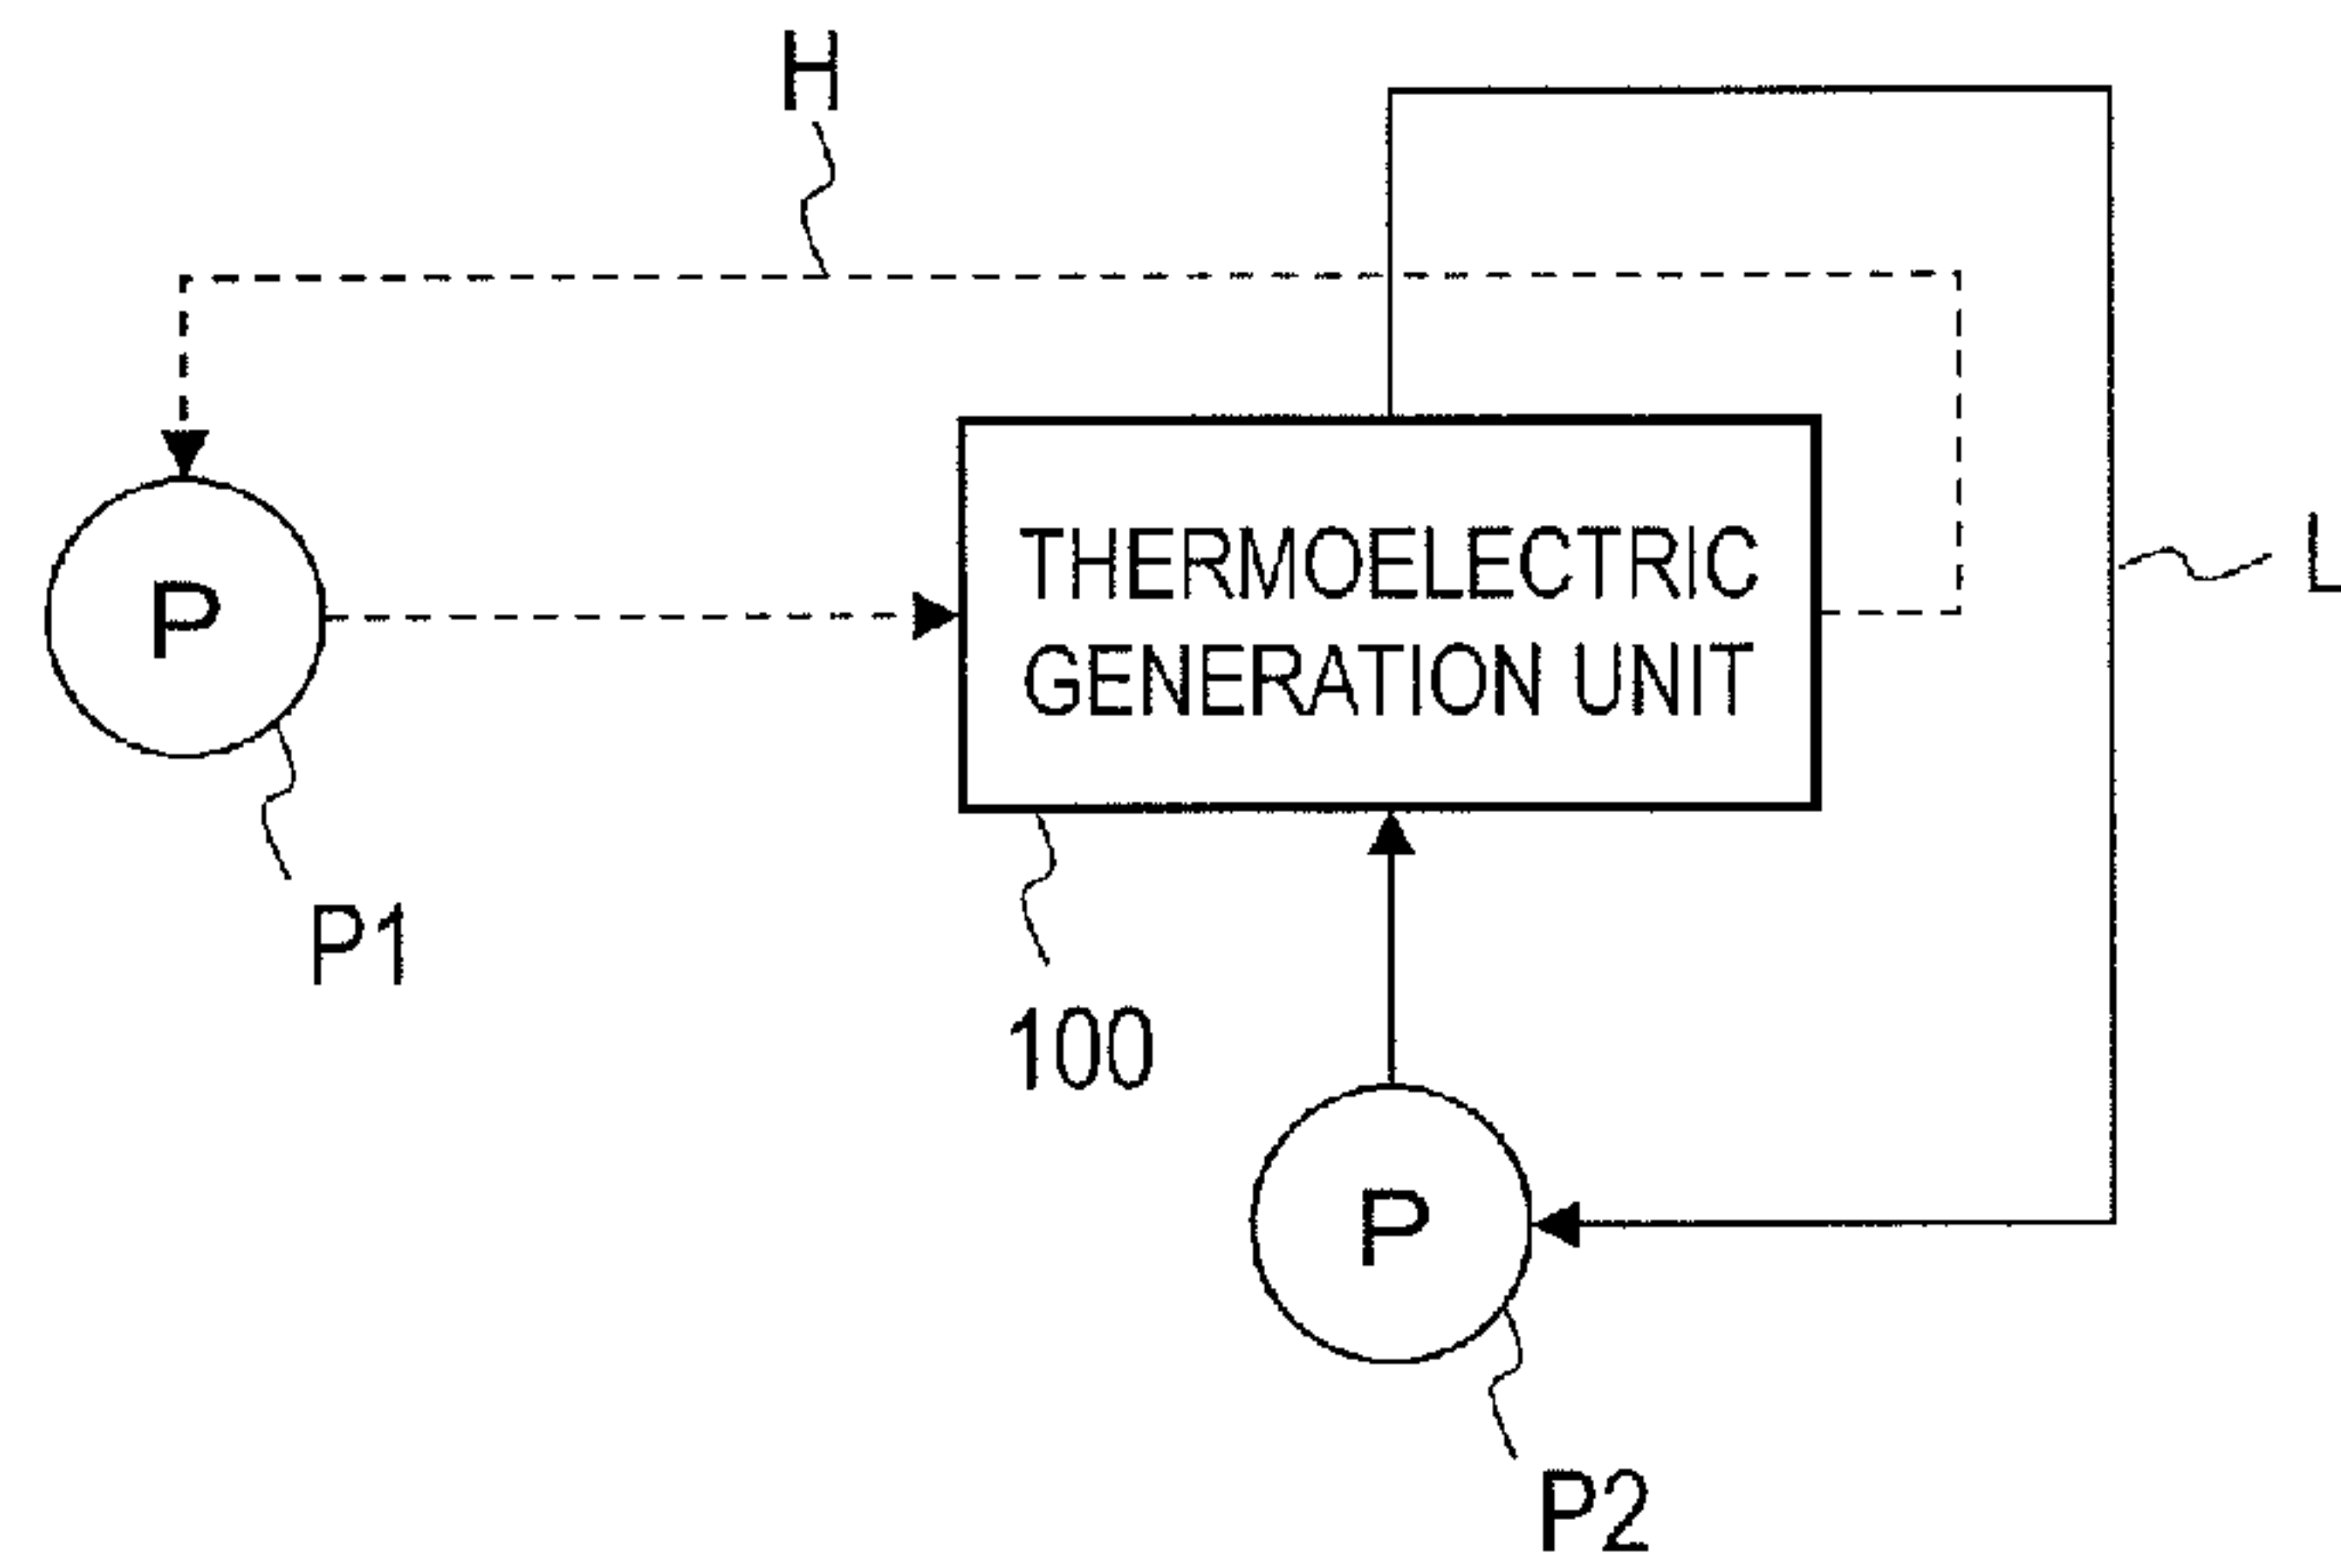 H
THERMOELECTRIC
GENERATION UNIT
L
P
P1
100
P
P2